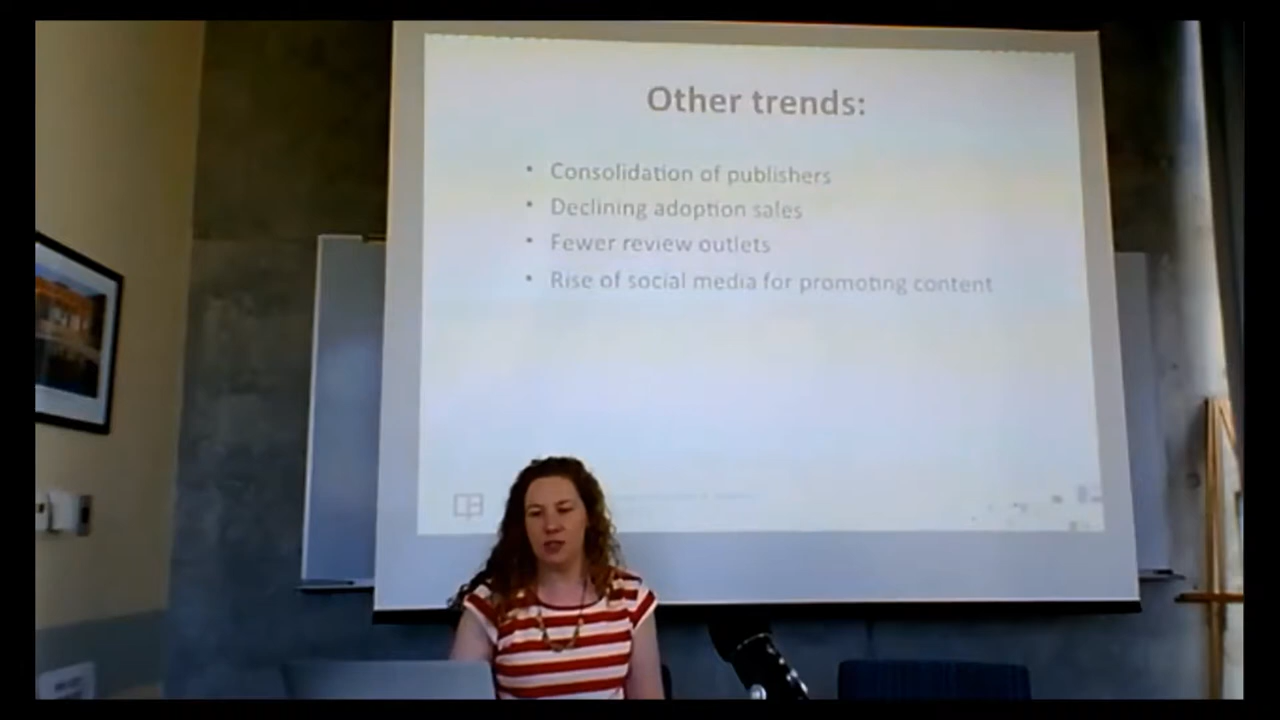 Other trends:
• Consolidation of publishers
• Declining adoption sales
• Fewer review outlets
• Rise of social media for promoting content